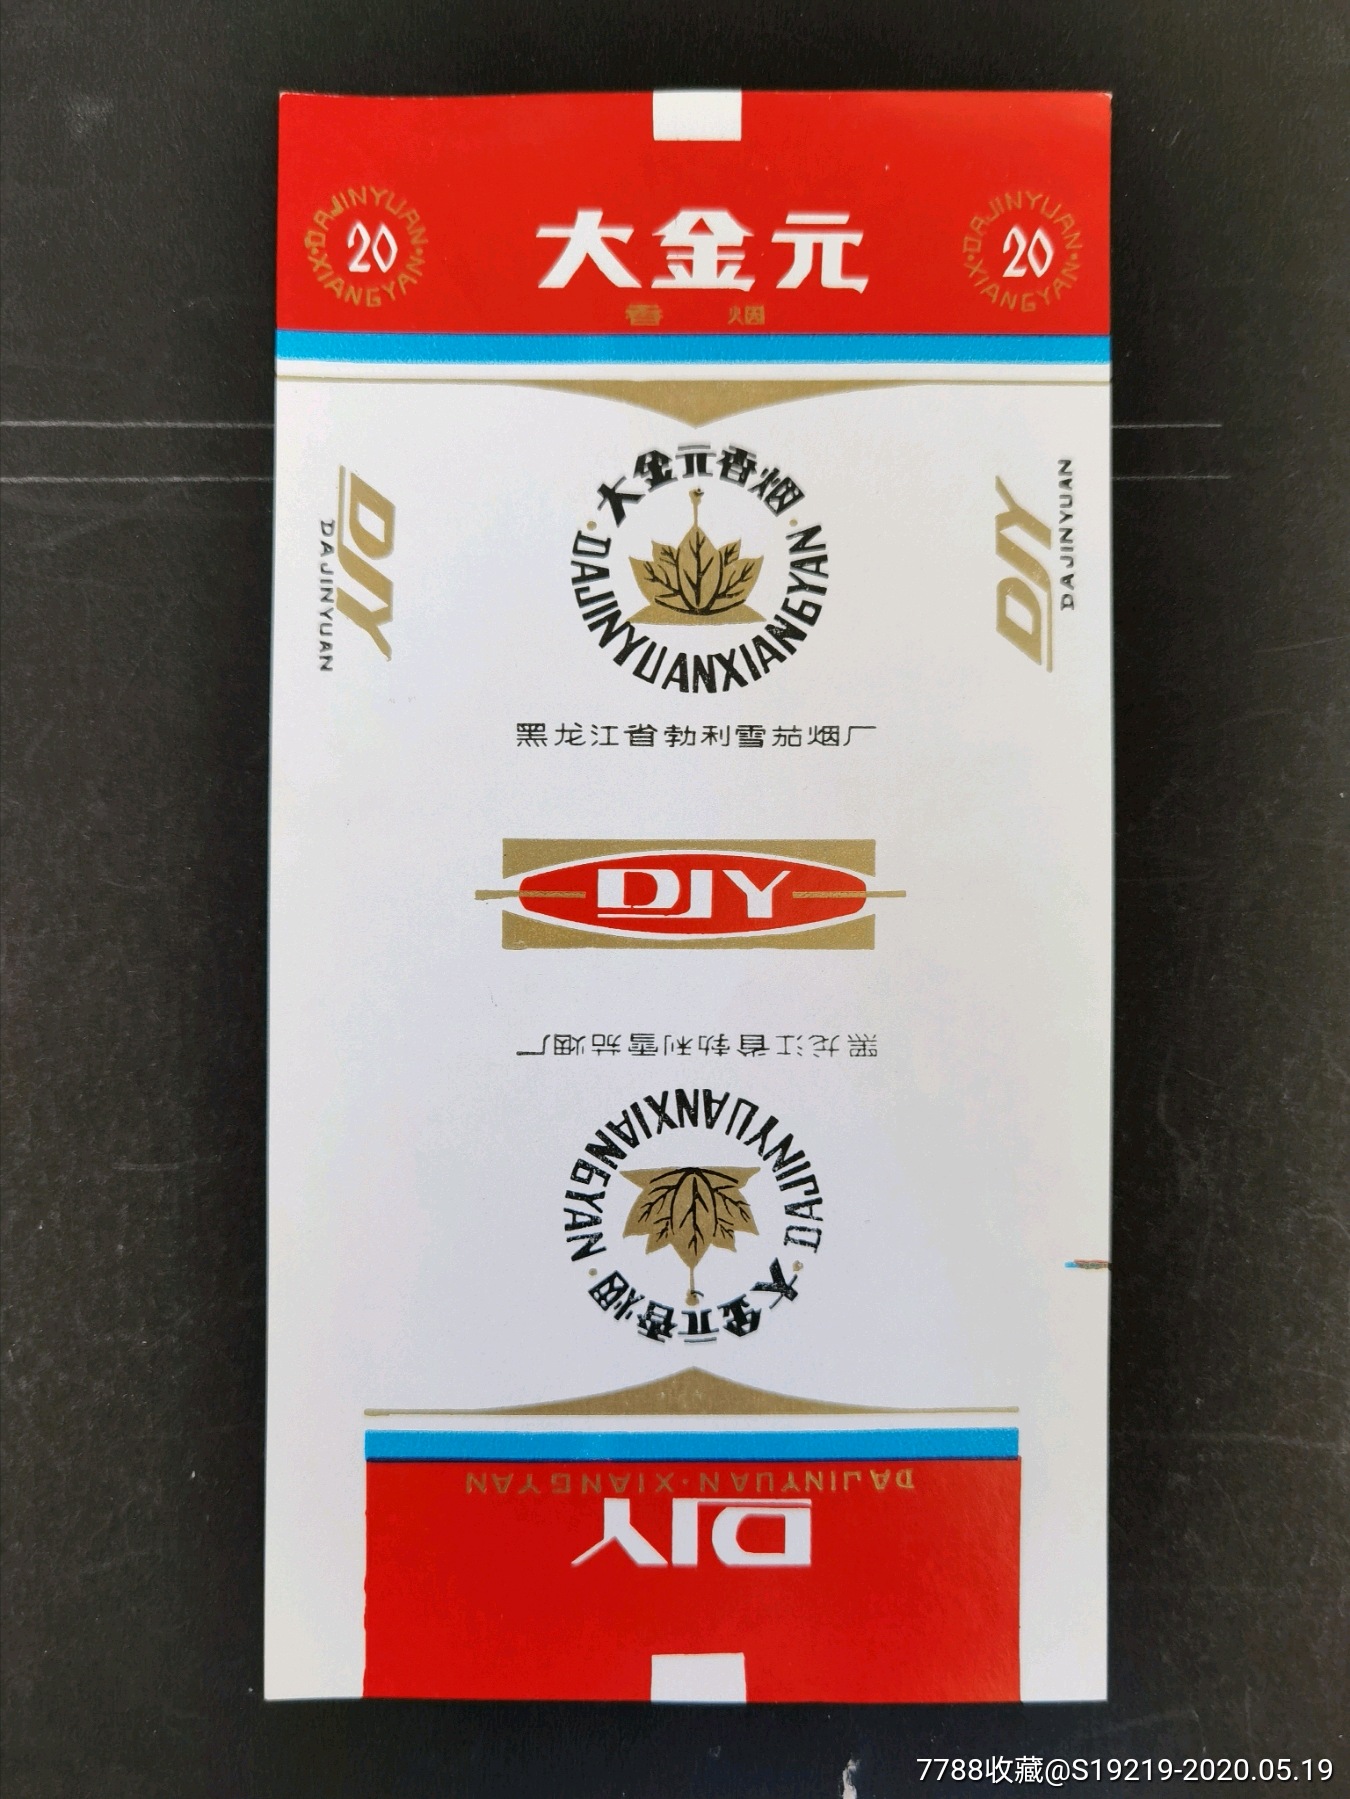 DAJINYUAN·XIANGYAN·
20
大金元
香烟
DAJINYUAN·XIANGYAN·
20
大金元香烟
·DAJINYUANXIANGYAN·
DJY
DAJINYUAN
DJY
DAJINYUAN
黑龙江省勃利雪茄烟厂
DJY
黑龙江省勃利雪茄烟厂
DAJINYUANXIANGYAN·
大金元香烟
DAJINYUAN·XIANGYAN
DJY
7788收藏@S19219-2020.05.19